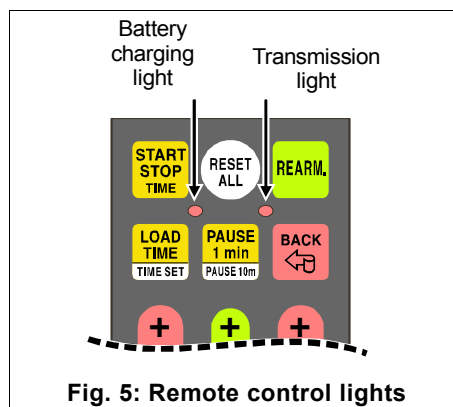 Battery
charging
light
Transmission
light
START
STOP
TIME
RESET
ALL
REARM.
LOAD
TIME
TIME SET
PAUSE
1 min
PAUSE 10m
BACK
+
+
+
Fig. 5: Remote control lights